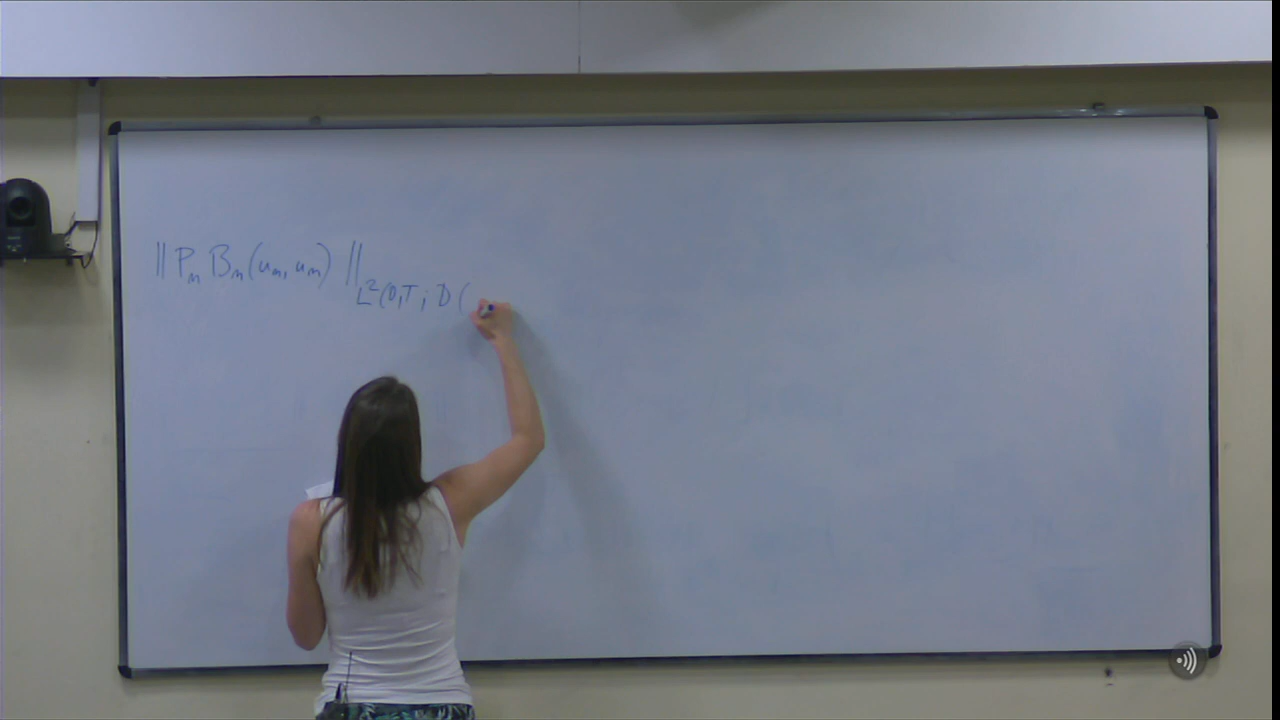 ‖ P_m B_m(u_m, u_m) ‖_{L²(0,T; D(